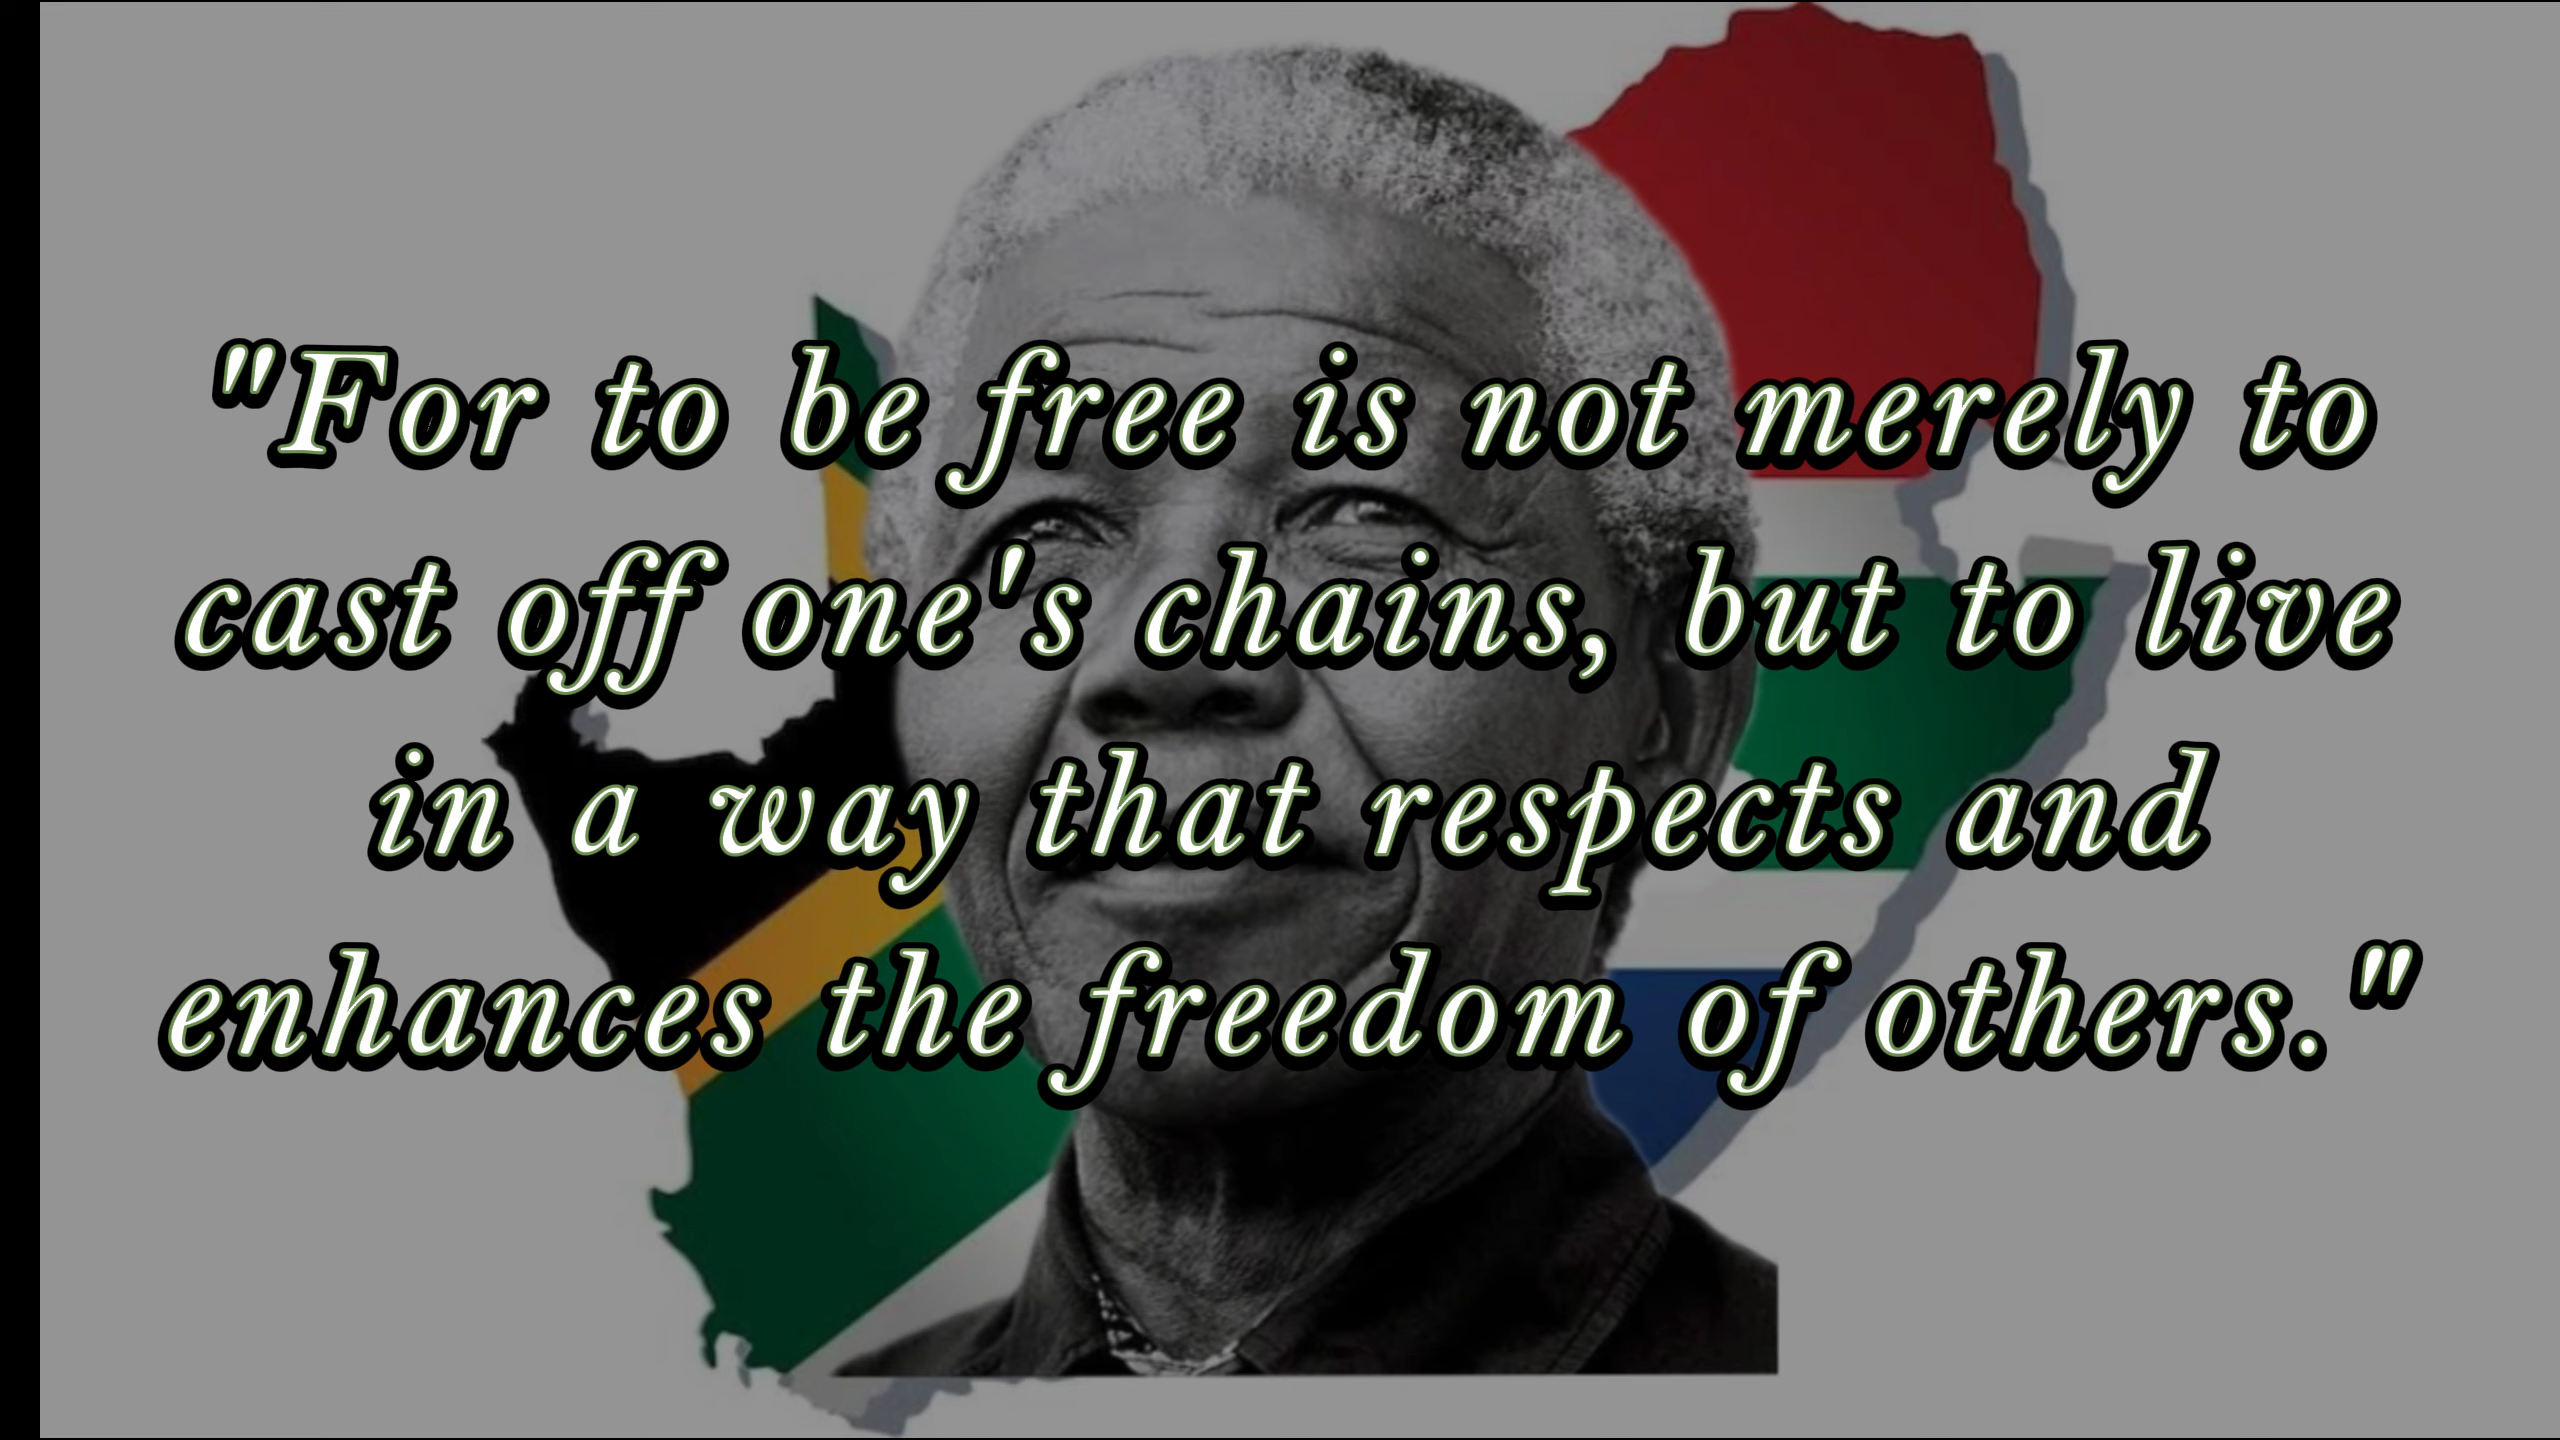 "For to be free is not merely to
cast off one's chains, but to live
in a way that respects and
enhances the freedom of others."